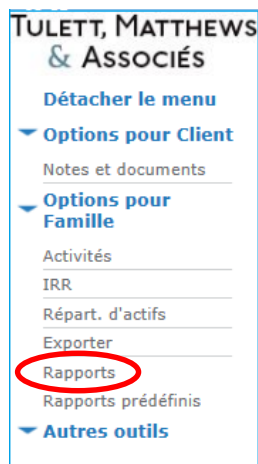 TULETT, MATTHEWS
& ASSOCIÉS
Détacher le menu
Options pour Client
Notes et documents
Options pour
Famille
Activités
IRR
Répart. d'actifs
Exporter
Rapports
Rapports prédéfinis
Autres outils